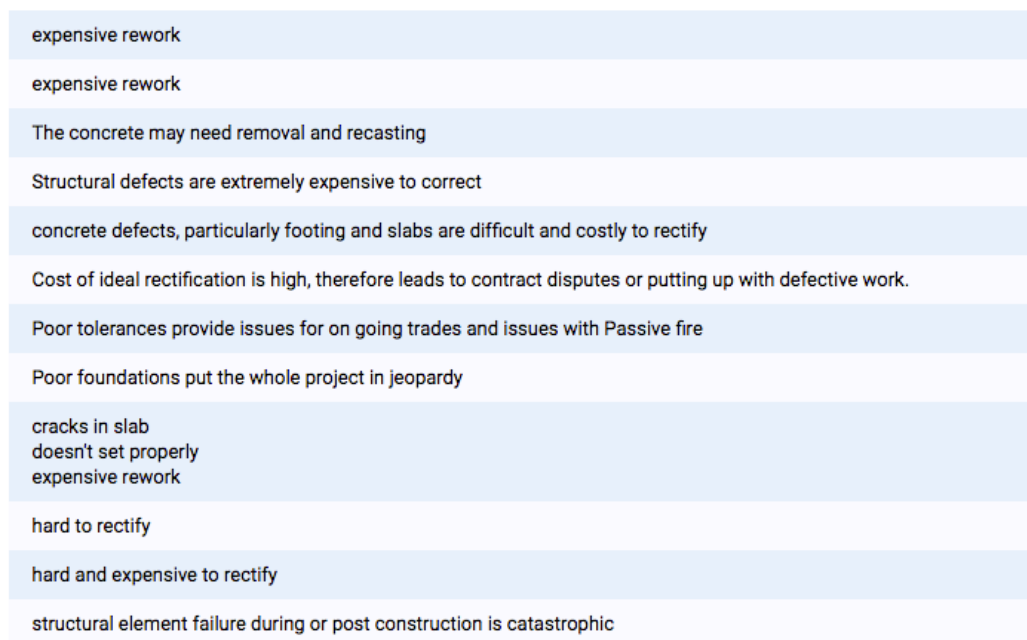 expensive rework
expensive rework
The concrete may need removal and recasting
Structural defects are extremely expensive to correct
concrete defects, particularly footing and slabs are difficult and costly to rectify
Cost of ideal rectification is high, therefore leads to contract disputes or putting up with defective work.
Poor tolerances provide issues for on going trades and issues with Passive fire
Poor foundations put the whole project in jeopardy
cracks in slab
doesn't set properly
expensive rework
hard to rectify
hard and expensive to rectify
structural element failure during or post construction is catastrophic